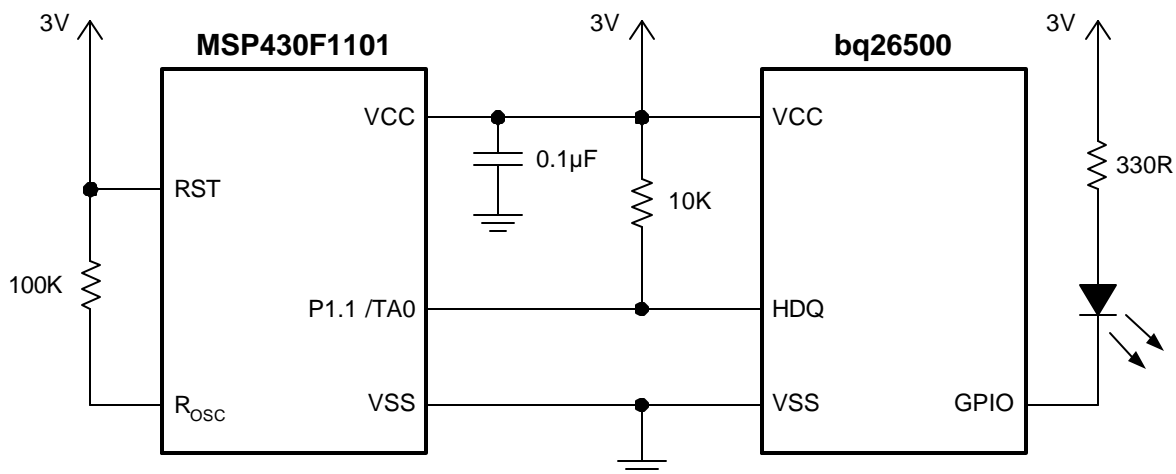 3V
MSP430F1101
3V
bq26500
3V
VCC
VCC
0.1µF
330R
RST
10K
100K
P1.1 /TA0
HDQ
ROSC
VSS
VSS
GPIO